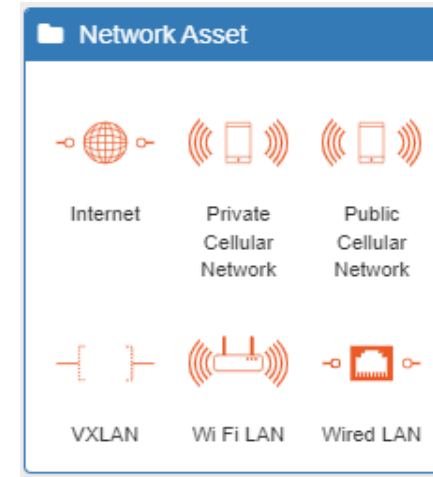 Network Asset
Internet
Private
Cellular
Network
Public
Cellular
Network
VXLAN
Wi Fi LAN
Wired LAN